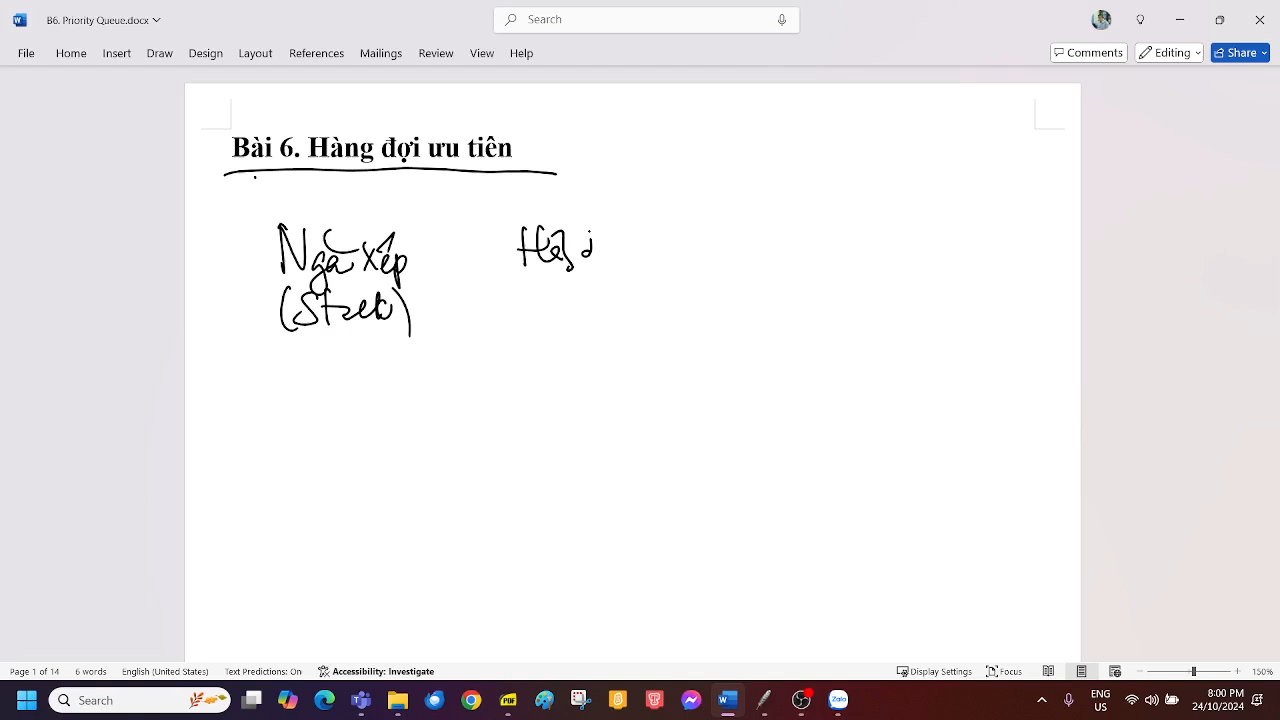 B6. Priority Queue.docx
Search
File Home Insert Draw Design Layout References Mailings Review View Help
Comments Editing Share
Bài 6. Hàng đợi ưu tiên
Ngăn xếp
(Stack)
Page 1 of 14 6 words English (United States) Text Predictions: On Accessibility: Investigate
Display Settings Focus 150%
Search
PDF
Zalo
ENG
US
8:00 PM
24/10/2024